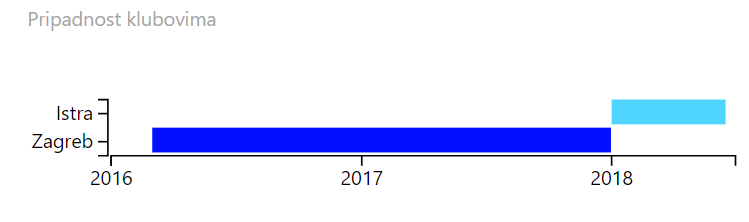 Pripadnost klubovima
Istra
Zagreb
2016 2017 2018